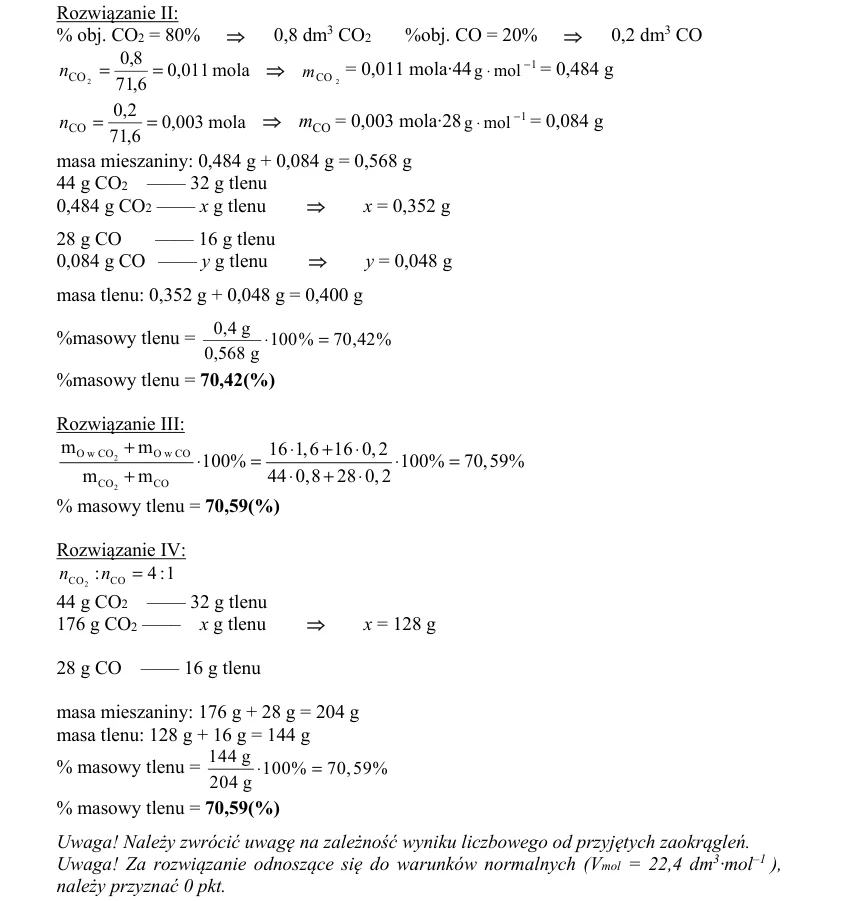 Rozwiązanie II:
% obj. CO₂ = 80% ⇒ 0,8 dm³ CO₂ %obj. CO = 20% ⇒ 0,2 dm³ CO
n_CO₂ = 0,8/71,6 = 0,011 mola ⇒ m_CO₂ = 0,011 mola·44 g · mol⁻¹ = 0,484 g
n_CO = 0,2/71,6 = 0,003 mola ⇒ m_CO = 0,003 mola·28 g · mol⁻¹ = 0,084 g
masa mieszaniny: 0,484 g + 0,084 g = 0,568 g
44 g CO₂ —— 32 g tlenu
0,484 g CO₂ —— x g tlenu ⇒ x = 0,352 g
28 g CO —— 16 g tlenu
0,084 g CO —— y g tlenu ⇒ y = 0,048 g
masa tlenu: 0,352 g + 0,048 g = 0,400 g
%masowy tlenu = 0,4 g/0,568 g ·100% = 70,42%
%masowy tlenu = 70,42(%)
Rozwiązanie III:
(m_O w CO₂ + m_O w CO)/(m_CO₂ + m_CO) ·100% = (16·1,6+16·0,2)/(44·0,8+28·0,2) ·100% = 70,59%
% masowy tlenu = 70,59(%)
Rozwiązanie IV:
n_CO₂ : n_CO = 4 : 1
44 g CO₂ —— 32 g tlenu
176 g CO₂ —— x g tlenu ⇒ x = 128 g
28 g CO —— 16 g tlenu
masa mieszaniny: 176 g + 28 g = 204 g
masa tlenu: 128 g + 16 g = 144 g
% masowy tlenu = 144 g/204 g ·100% = 70,59%
% masowy tlenu = 70,59(%)
Uwaga! Należy zwrócić uwagę na zależność wyniku liczbowego od przyjętych zaokrągleń.
Uwaga! Za rozwiązanie odnoszące się do warunków normalnych (Vmol = 22,4 dm³·mol⁻¹ ),
należy przyznać 0 pkt.